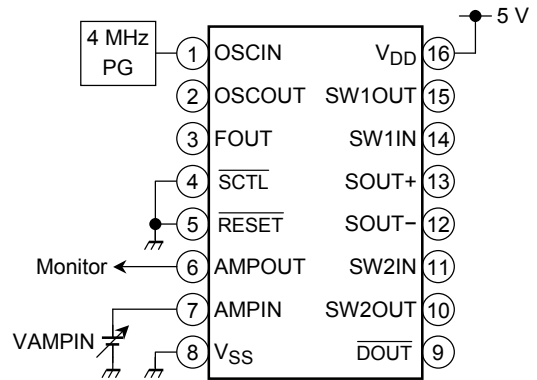 5 V
4 MHz
PG
1 OSCIN
2 OSCOUT
3 FOUT
4 SCTL
5 RESET
Monitor 6 AMPOUT
7 AMPIN
VAMPIN
8 VSS
VDD 16
SW1OUT 15
SW1IN 14
SOUT+ 13
SOUT− 12
SW2IN 11
SW2OUT 10
DOUT 9